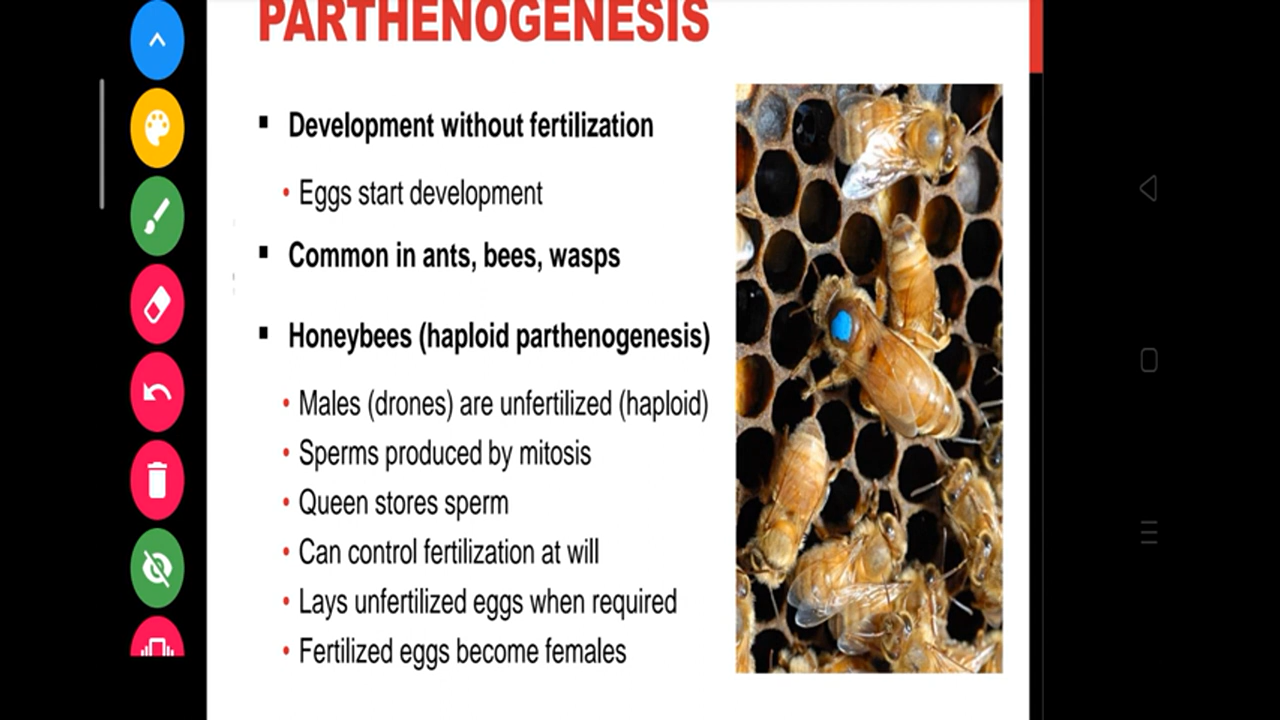 PARTHENOGENESIS
▪ Development without fertilization
• Eggs start development
▪ Common in ants, bees, wasps
▪ Honeybees (haploid parthenogenesis)
• Males (drones) are unfertilized (haploid)
• Sperms produced by mitosis
• Queen stores sperm
• Can control fertilization at will
• Lays unfertilized eggs when required
• Fertilized eggs become females